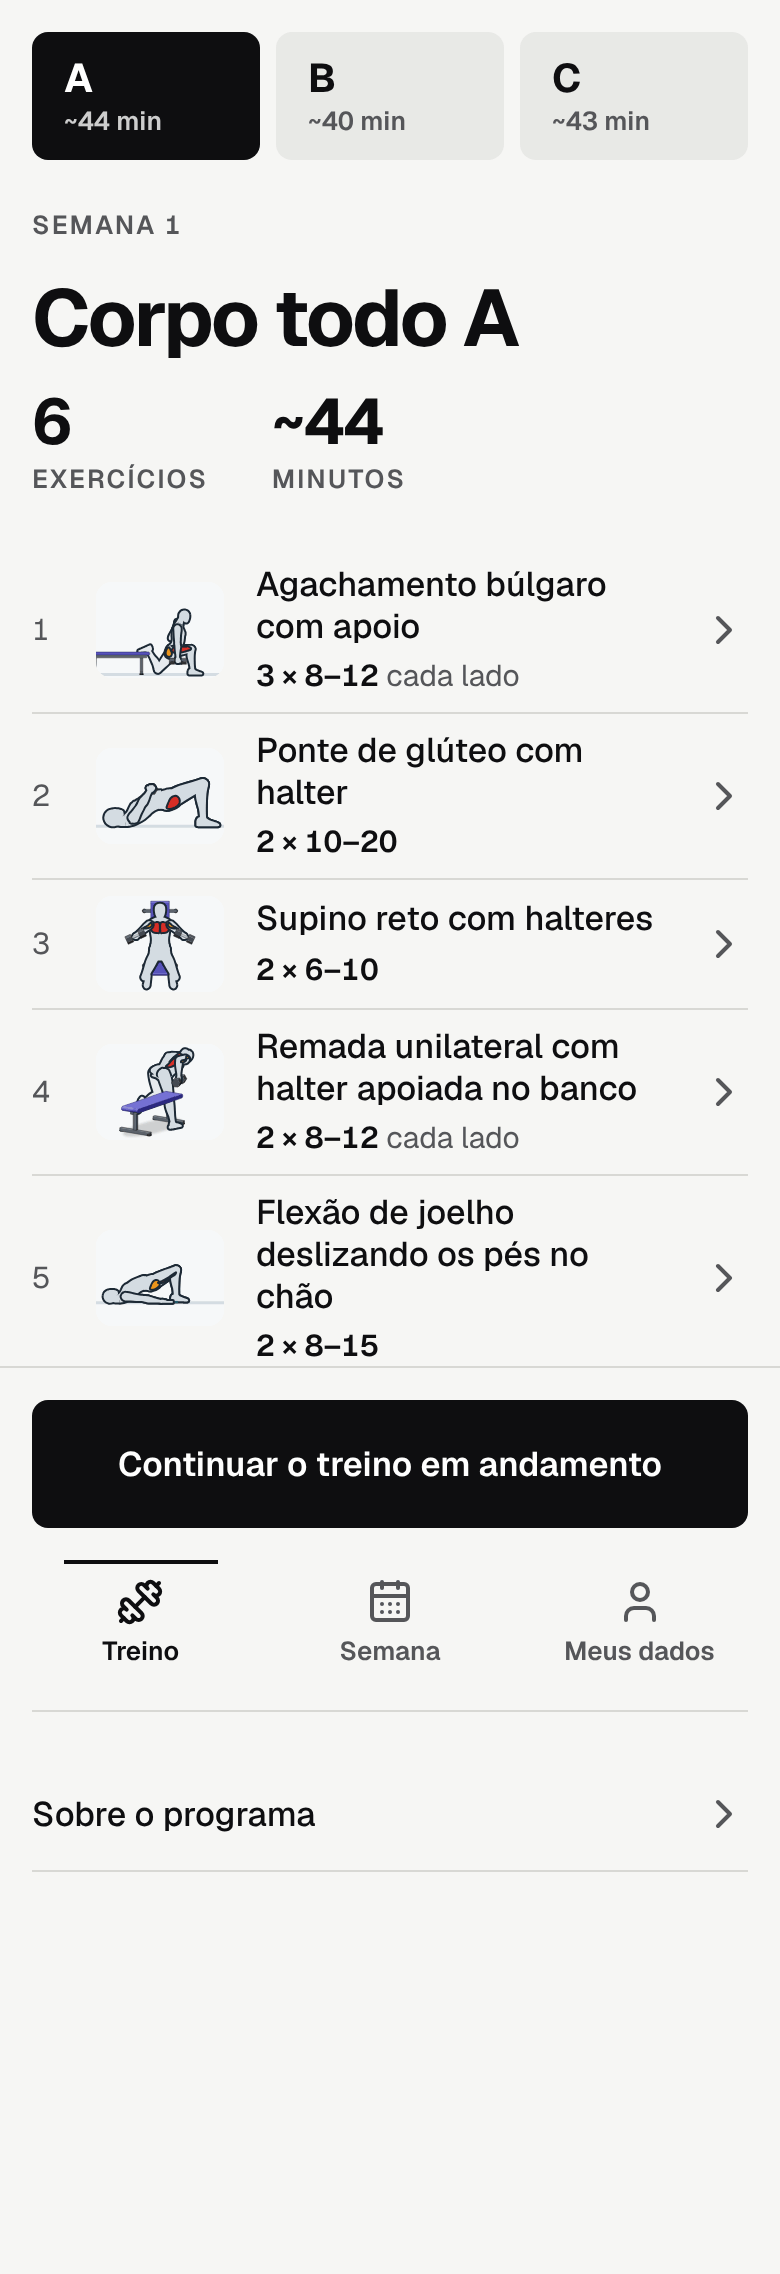 A
~44 min
B
~40 min
C
~43 min
SEMANA 1
Corpo todo A
6
EXERCÍCIOS
~44
MINUTOS
1
Agachamento búlgaro
com apoio
3 × 8–12 cada lado
2
Ponte de glúteo com
halter
2 × 10–20
3
Supino reto com halteres
2 × 6–10
4
Remada unilateral com
halter apoiada no banco
2 × 8–12 cada lado
5
Flexão de joelho
deslizando os pés no
chão
2 × 8–15
Continuar o treino em andamento
Treino
Semana
Meus dados
Sobre o programa